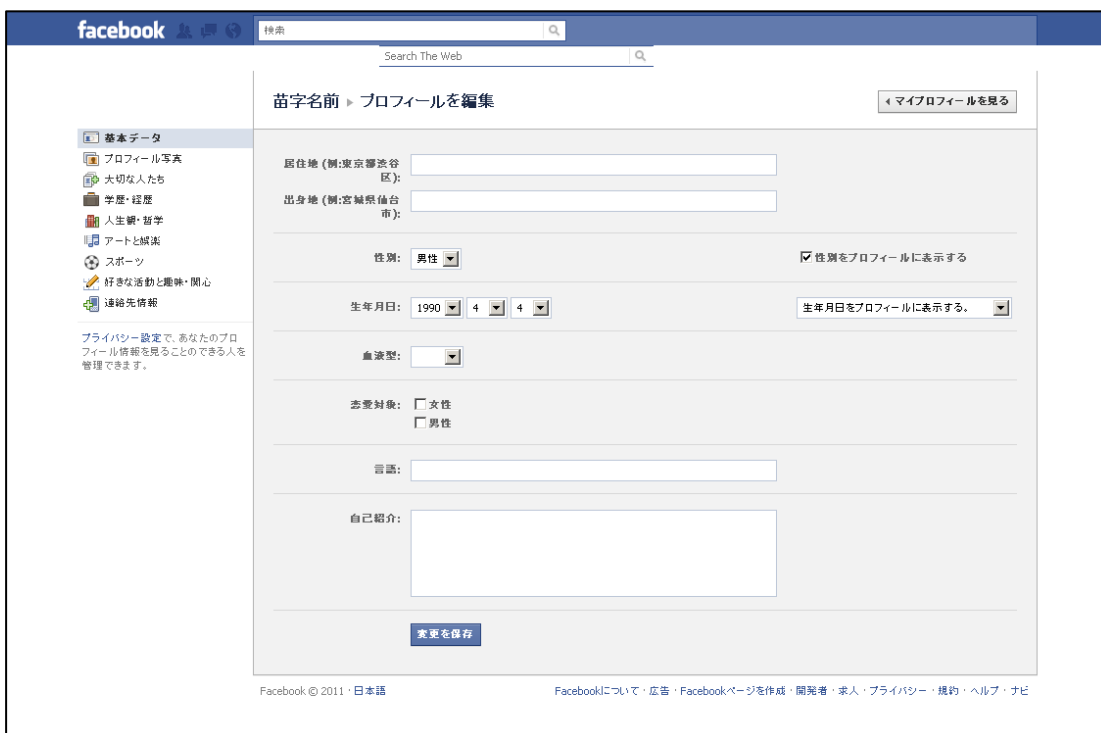 facebook
検索
Search The Web
苗字名前 ▸ プロフィールを編集
マイプロフィールを見る
基本データ
プロフィール写真
大切な人たち
学歴・経歴
人生観・哲学
アートと娯楽
スポーツ
好きな活動と趣味・関心
連絡先情報
プライバシー設定で、あなたのプロ
フィール情報を見ることのできる人を
管理できます。
居住地 (例:東京都渋谷
区):
出身地 (例:宮城県仙台
市):
性別: 男性
性別をプロフィールに表示する
生年月日: 1990 4 4
生年月日をプロフィールに表示する。
血液型:
恋愛対象: 女性
男性
言語:
自己紹介:
変更を保存
Facebook © 2011 · 日本語
Facebookについて · 広告 · Facebookページを作成 · 開発者 · 求人 · プライバシー · 規約 · ヘルプ · ナビ